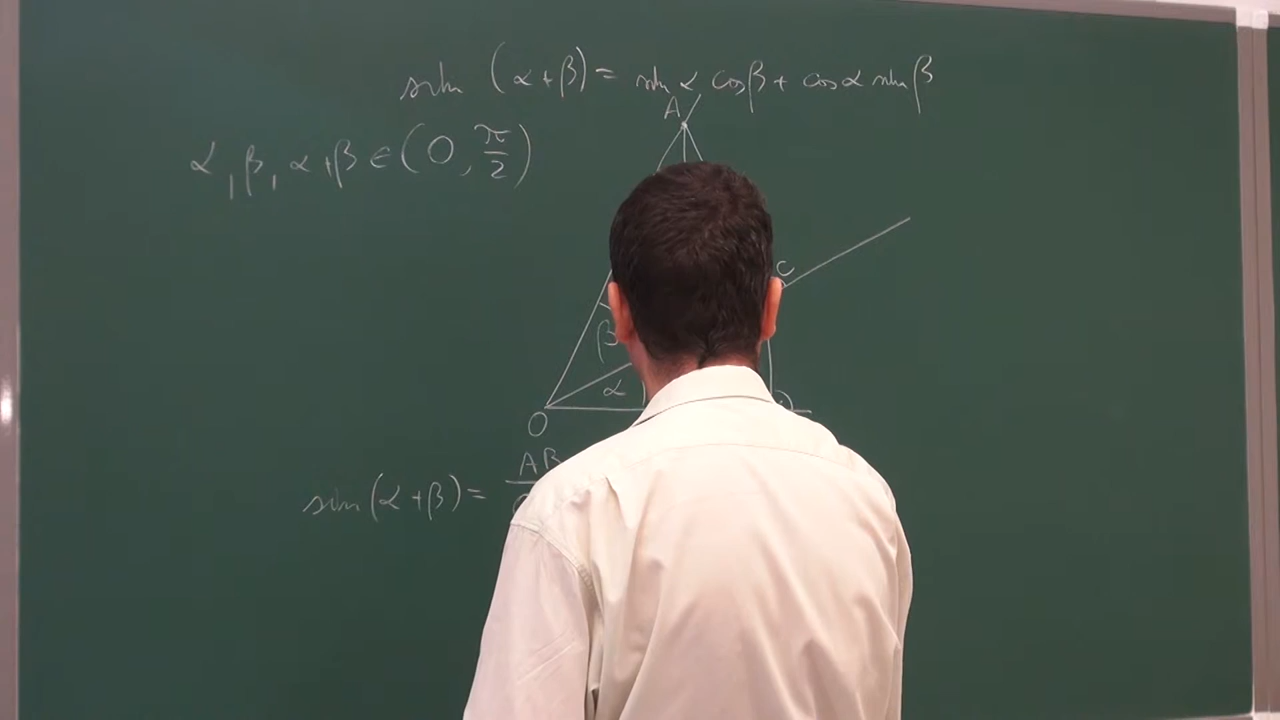 sin (α+β) = sin α cos β + cos α sin β
A
α, β, α+β ∈ (0, π/2)
C
β
α
O
AB
sin (α+β) =